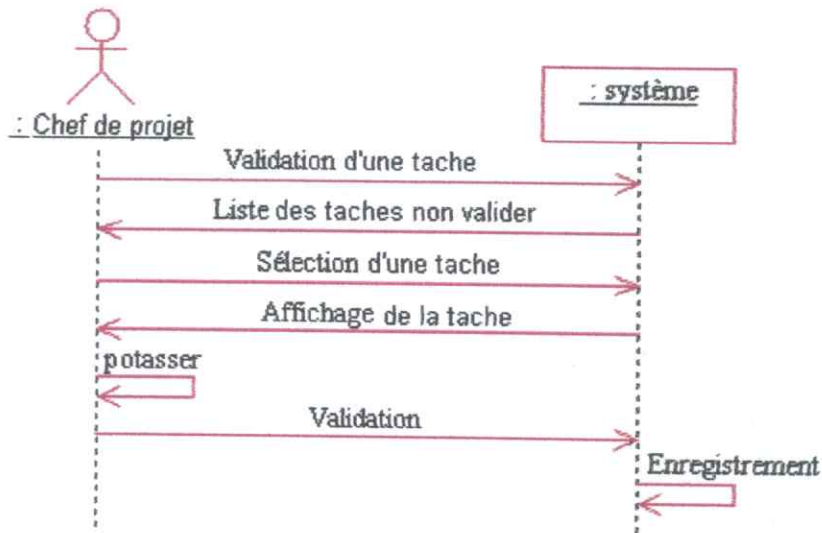 : système
: Chef de projet
Validation d'une tache
Liste des taches non valider
Sélection d'une tache
Affichage de la tache
potasser
Validation
Enregistrement